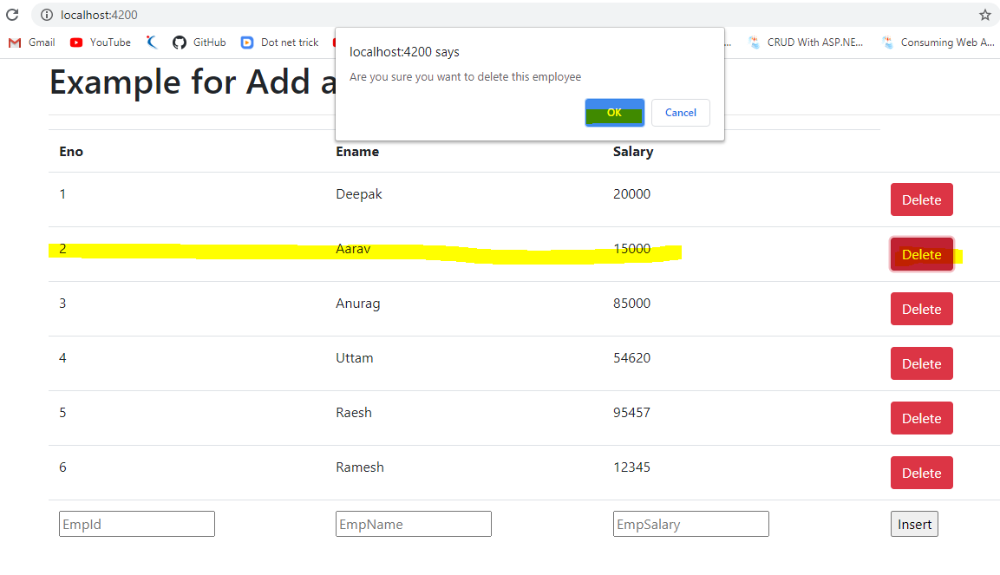 localhost:4200
Gmail YouTube GitHub Dot net trick ... CRUD With ASP.NE... Consuming Web A...
localhost:4200 says
Are you sure you want to delete this employee
OK Cancel
Example for Add a
Eno Ename Salary
1 Deepak 20000 Delete
2 Aarav 15000 Delete
3 Anurag 85000 Delete
4 Uttam 54620 Delete
5 Raesh 95457 Delete
6 Ramesh 12345 Delete
EmpId EmpName EmpSalary Insert